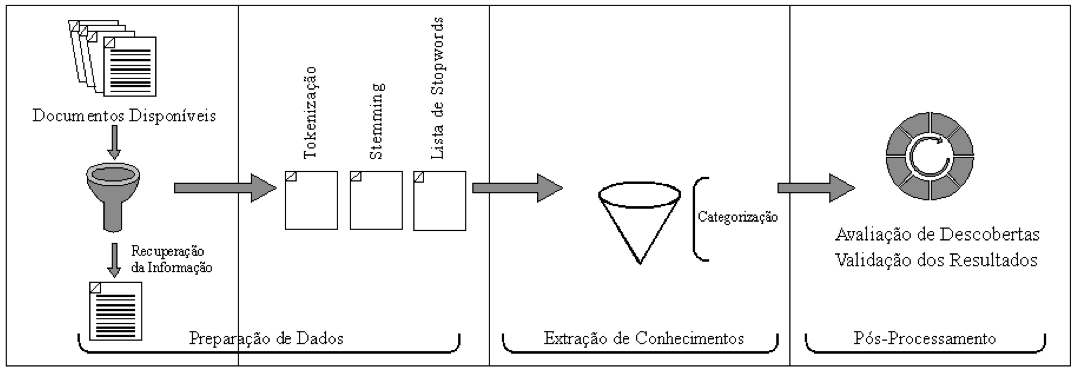 Documentos Disponíveis
Recuperação
da Informação
Tokenização
Stemming
Lista de Stopwords
Preparação de Dados
Categorização
Extração de Conhecimentos
Avaliação de Descobertas
Validação dos Resultados
Pós-Processamento